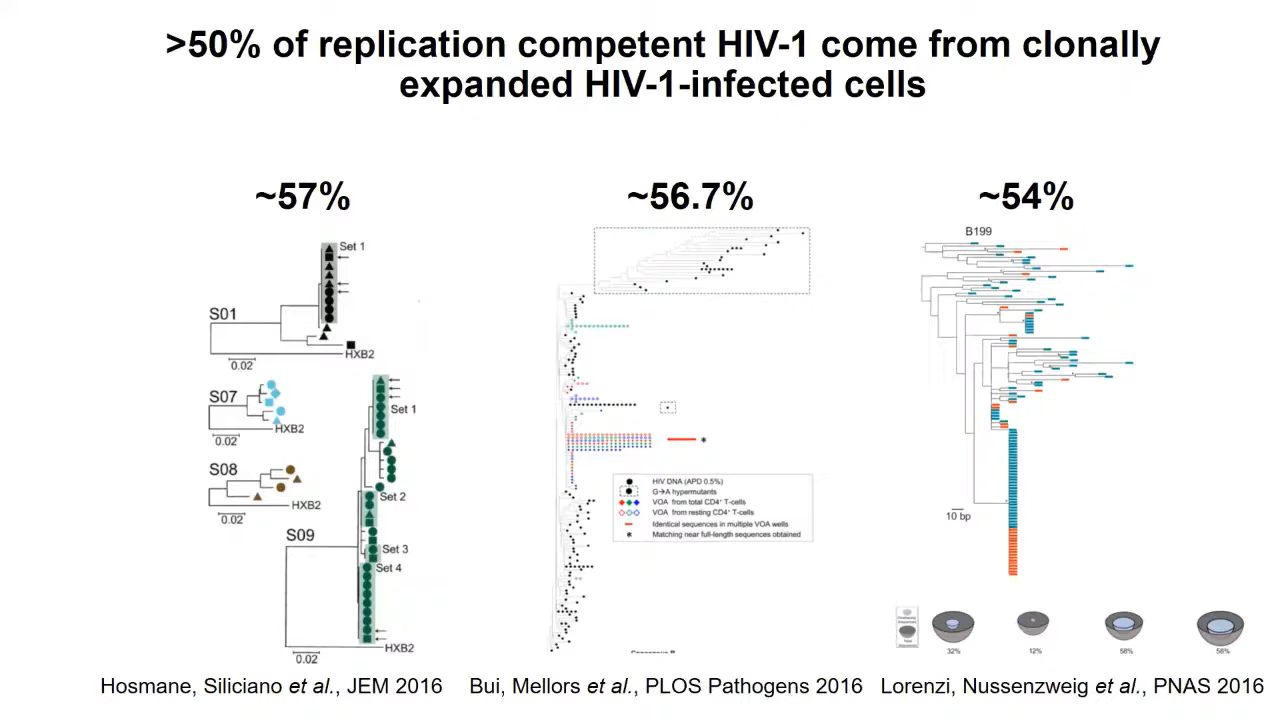 >50% of replication competent HIV-1 come from clonally
expanded HIV-1-infected cells
~57%
~56.7%
~54%
Set 1
S01
HXB2
0.02
S07
HXB2
0.02
S08
HXB2
0.02
Set 1
Set 2
S09
Set 3
Set 4
HXB2
0.02
HIV DNA (APD 0.5%)
G→A hypermutants
VOA from total CD4⁺ T-cells
VOA from resting CD4⁺ T-cells
Identical sequences in multiple VOA wells
* Matching near full-length sequences obtained
*
B199
10 bp
32%
12%
58%
58%
Hosmane, Siliciano et al., JEM 2016
Bui, Mellors et al., PLOS Pathogens 2016
Lorenzi, Nussenzweig et al., PNAS 2016